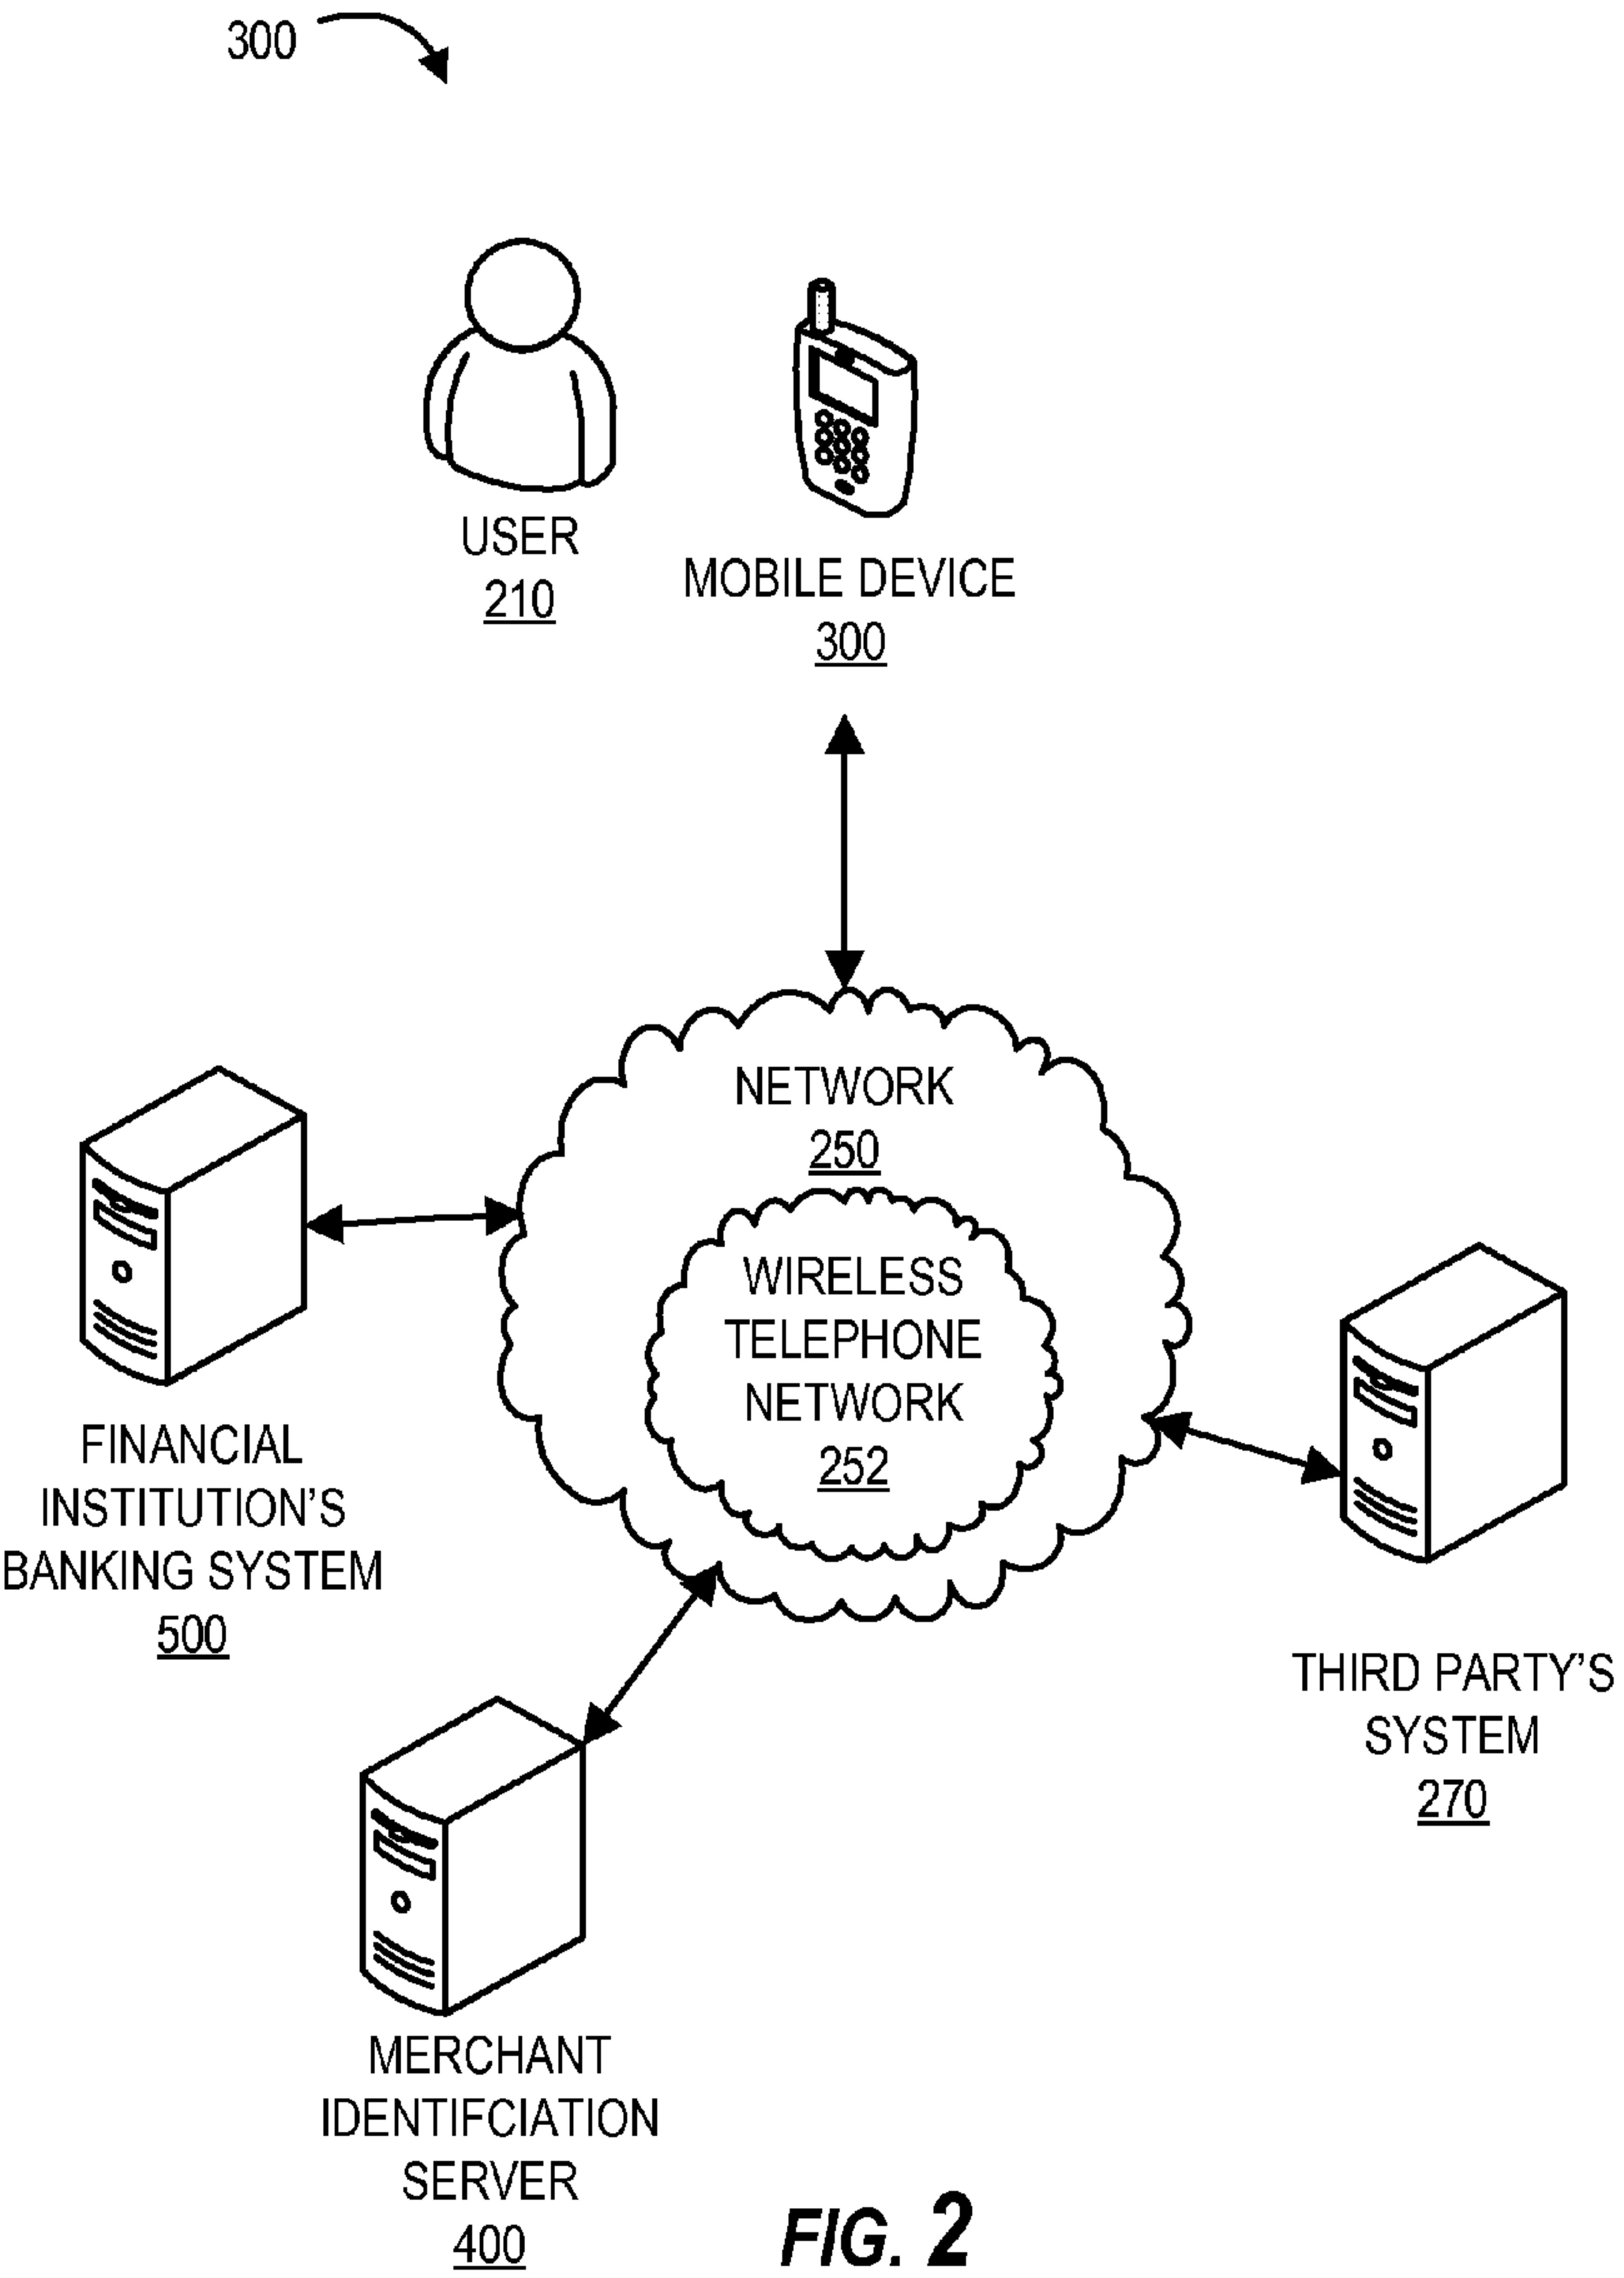 300
USER
210
MOBILE DEVICE
300
NETWORK
250
WIRELESS
TELEPHONE
NETWORK
252
FINANCIAL
INSTITUTION'S
BANKING SYSTEM
500
THIRD PARTY'S
SYSTEM
270
MERCHANT
IDENTIFCIATION
SERVER
400
FIG. 2